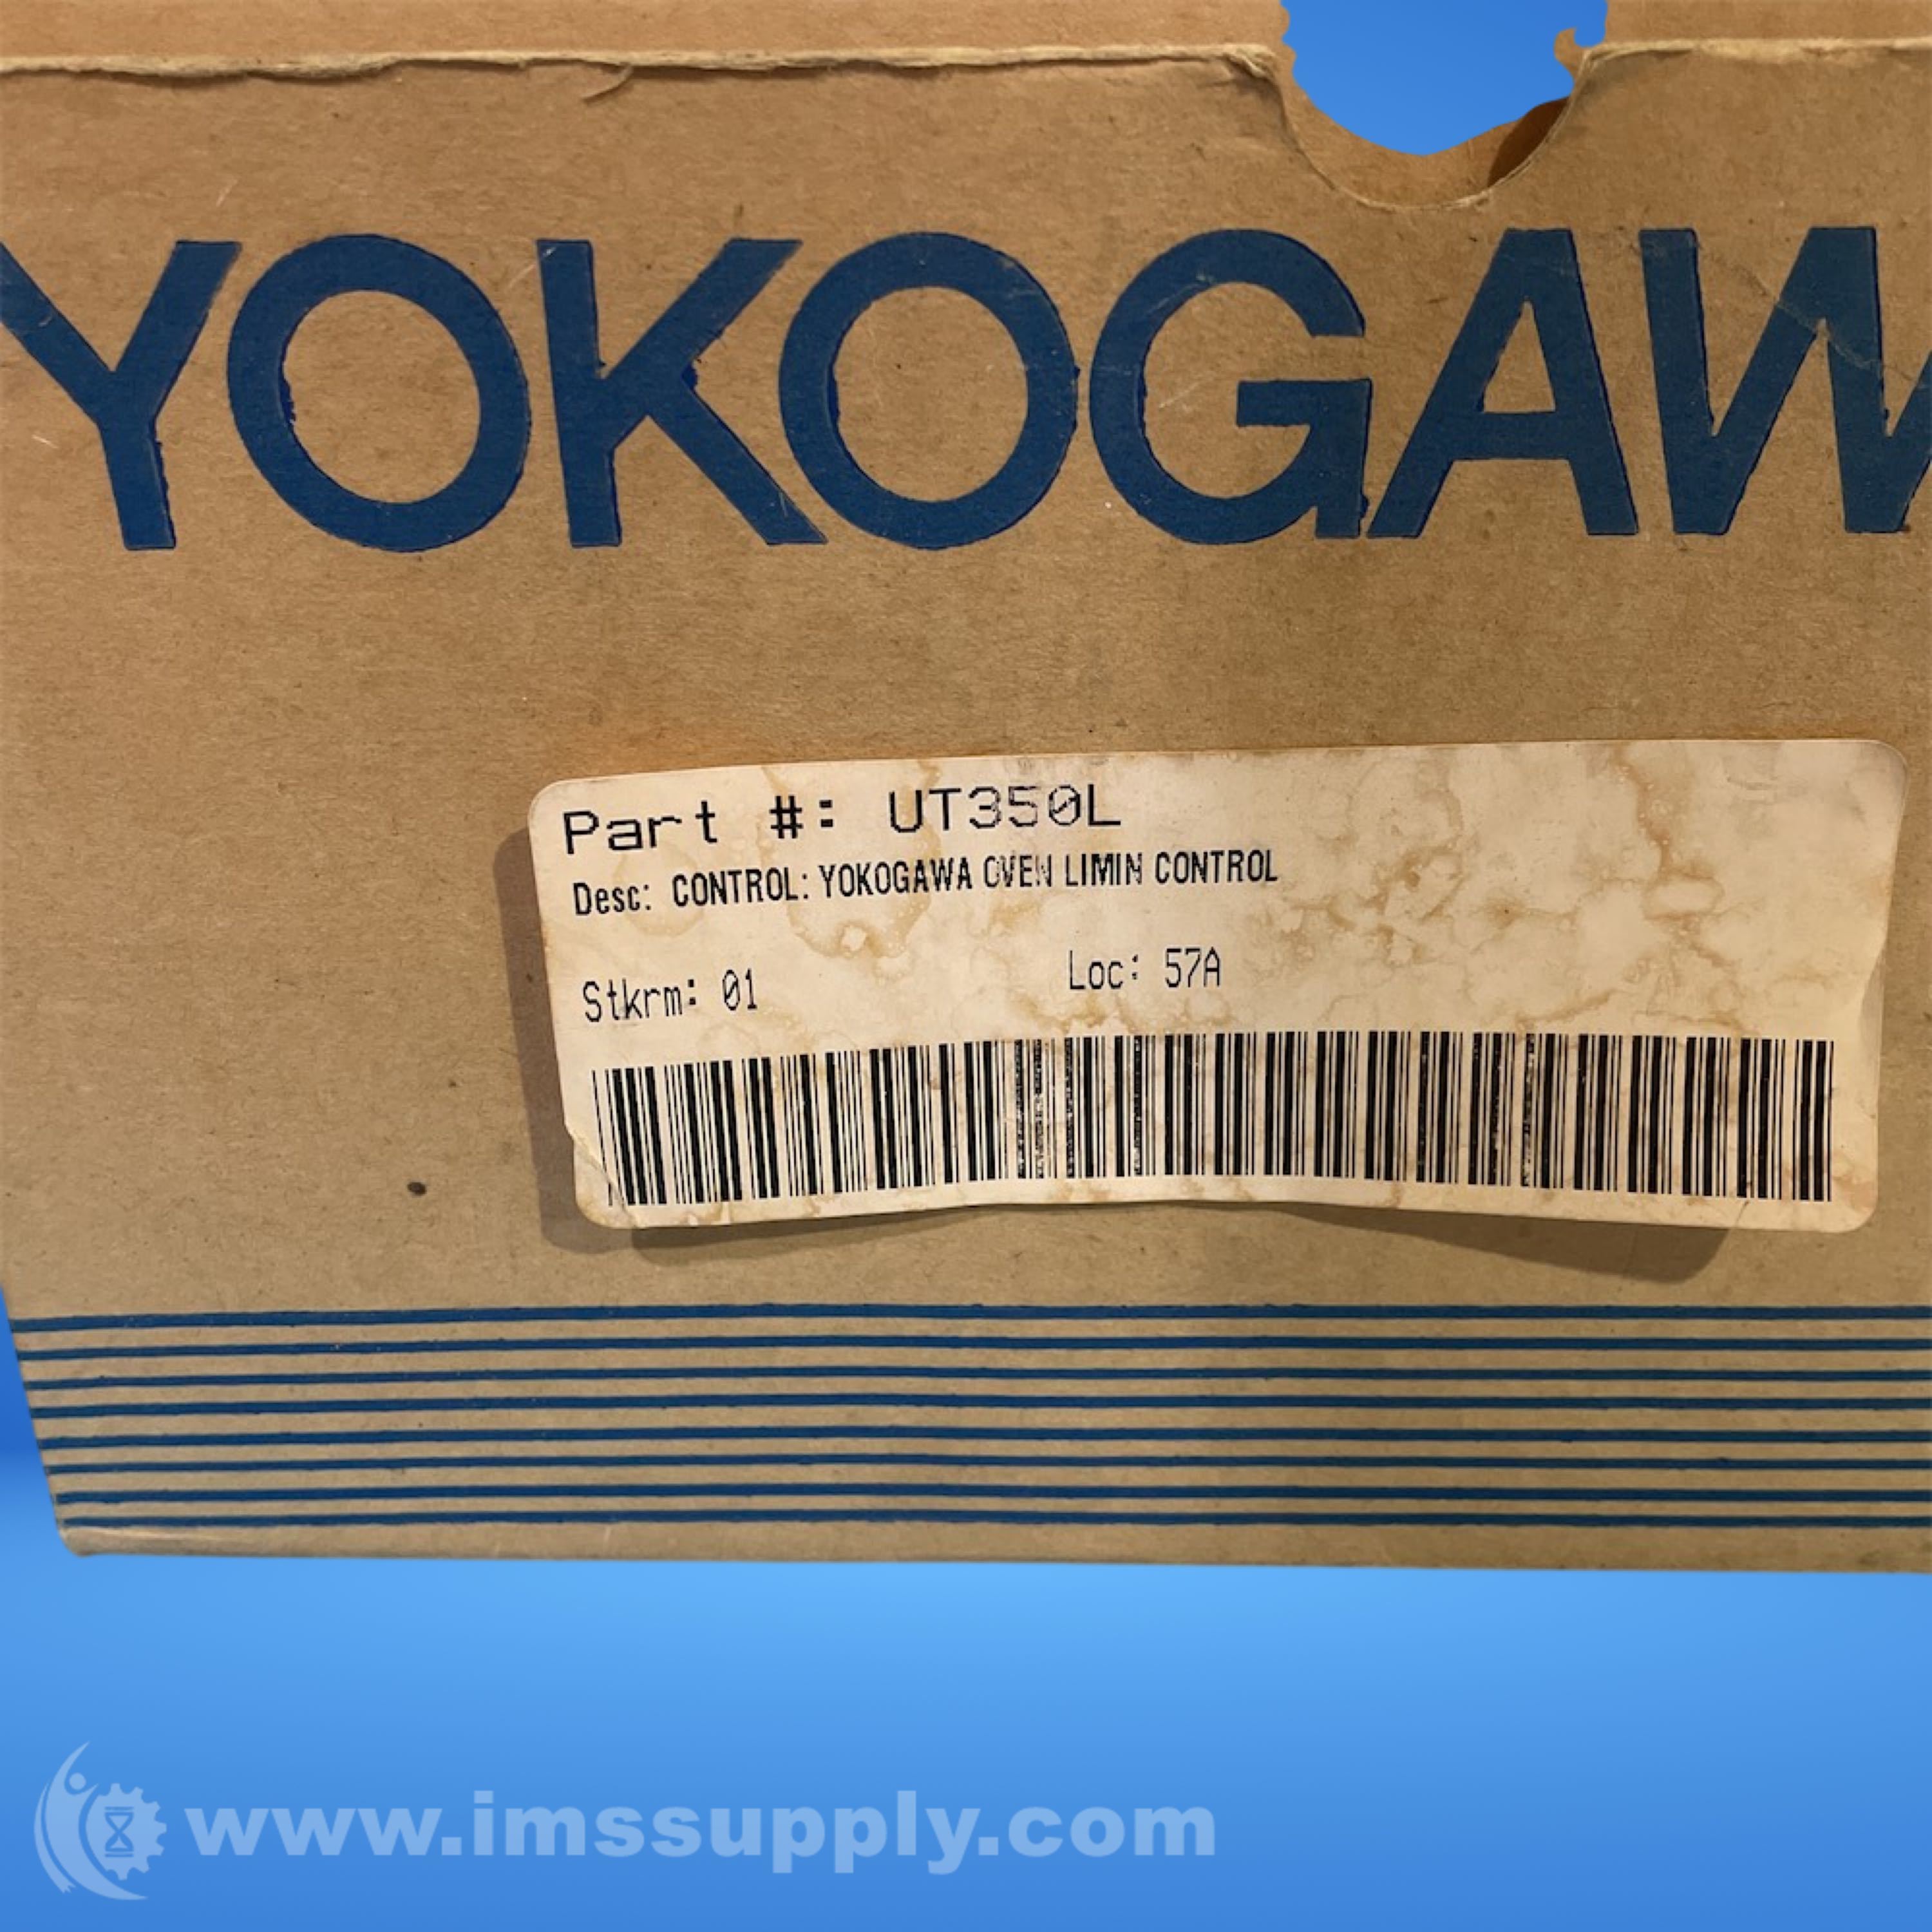 YOKOGAW
Part #: UT350L
Desc: CONTROL: YOKOGAWA OVEN LIMIN CONTROL
Stkrm: 01 Loc: 57A
www.imssupply.com